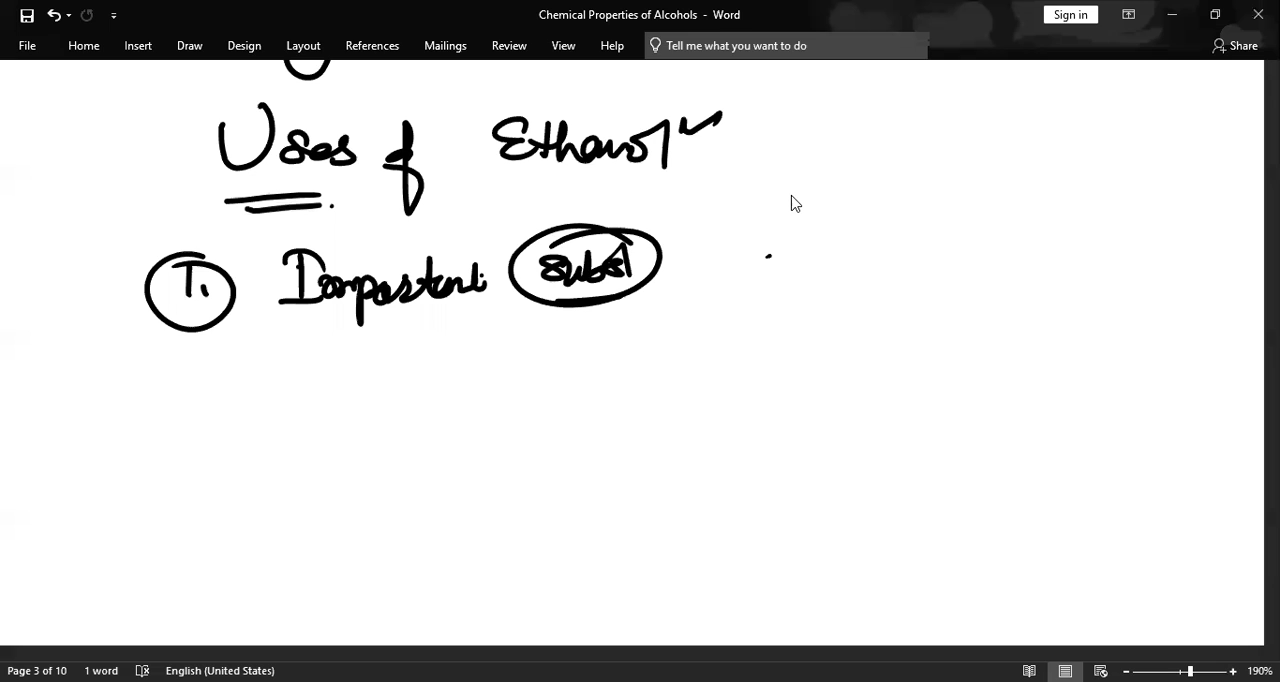 Chemical Properties of Alcohols - Word
Sign in
File Home Insert Draw Design Layout References Mailings Review View Help Tell me what you want to do Share
Uses of Ethanol
1. Important
Page 3 of 10 1 word English (United States) 190%